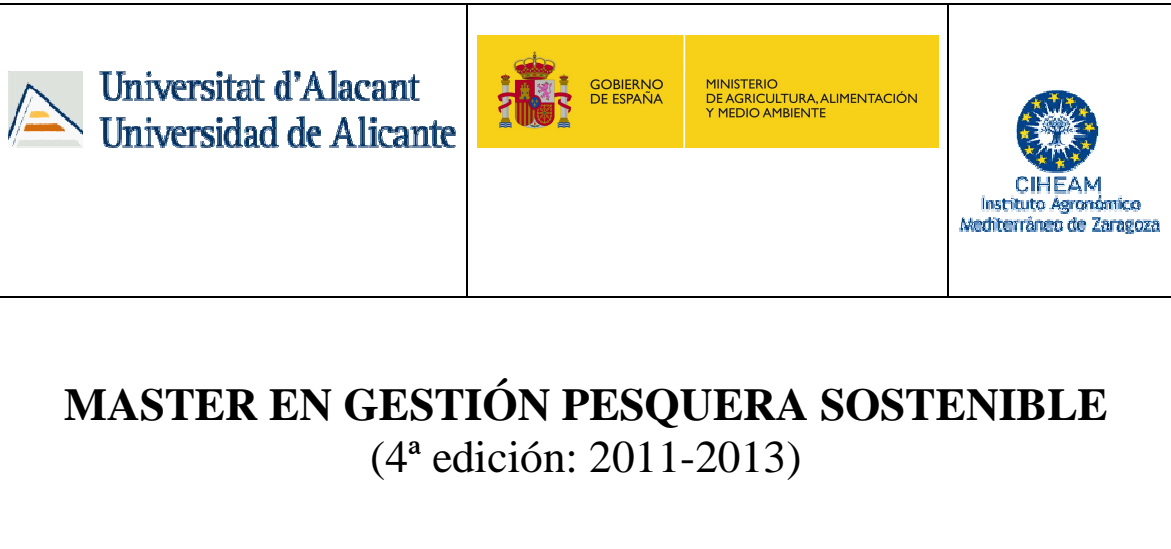 Universitat d'Alacant
Universidad de Alicante
GOBIERNO
DE ESPAÑA
MINISTERIO
DE AGRICULTURA, ALIMENTACIÓN
Y MEDIO AMBIENTE
CIHEAM
Instituto Agronómico
Mediterráneo de Zaragoza
MASTER EN GESTIÓN PESQUERA SOSTENIBLE
(4ª edición: 2011-2013)